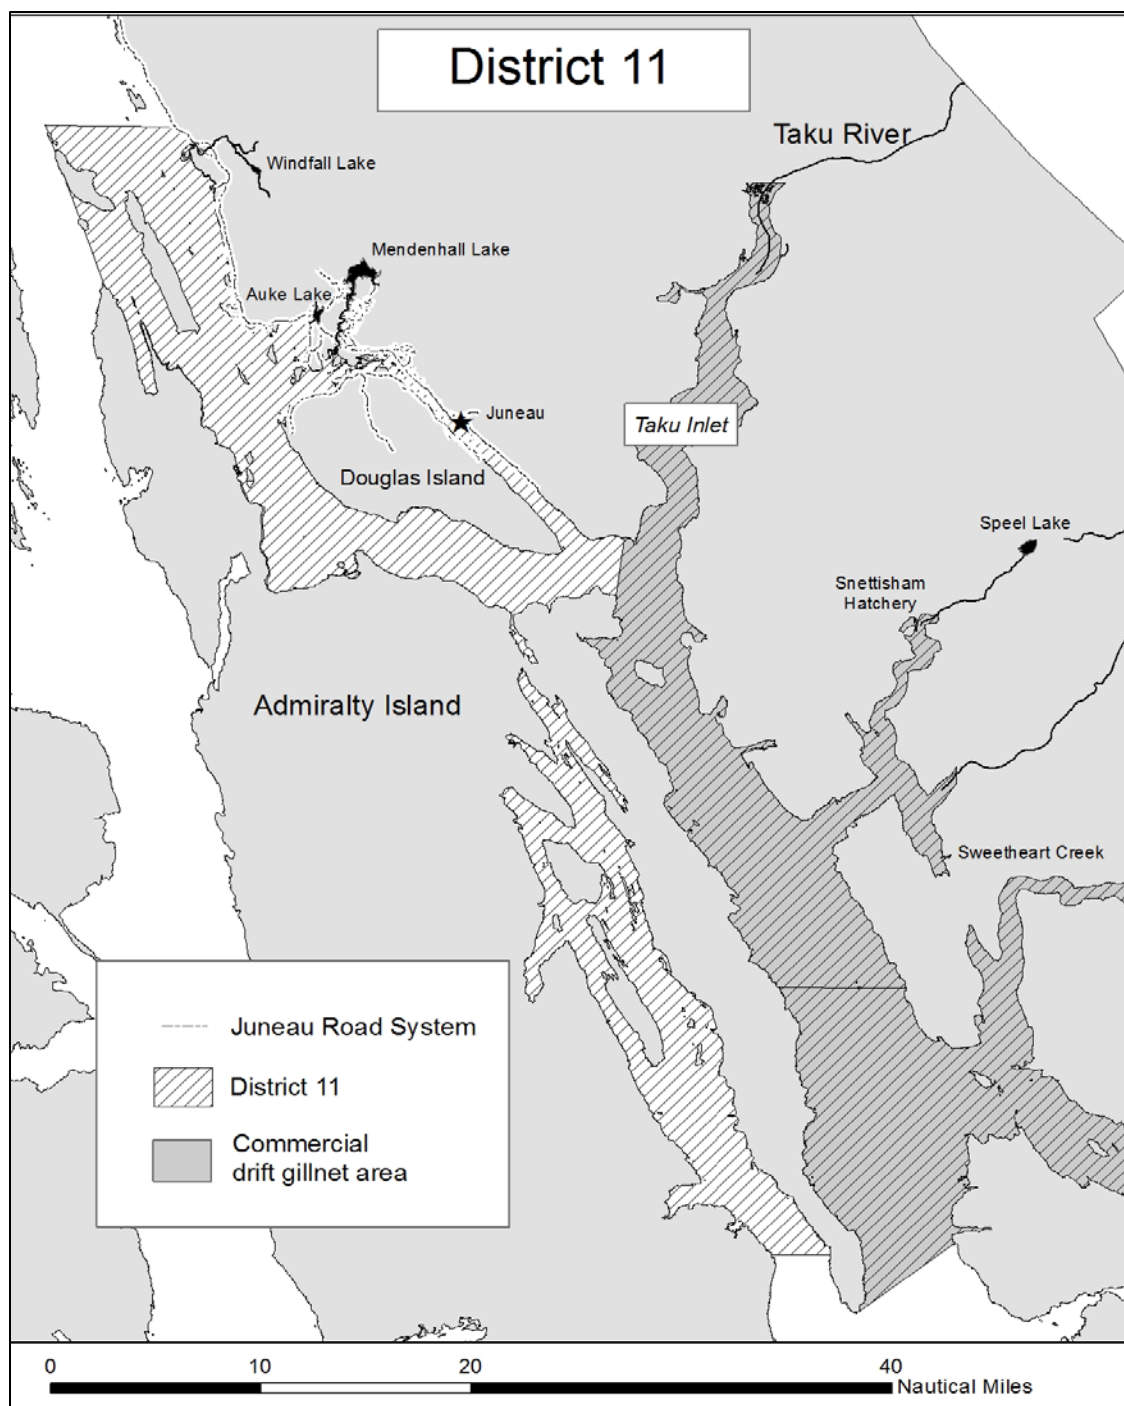 District 11
Taku River
Windfall Lake
Mendenhall Lake
Auke Lake
Juneau
Taku Inlet
Douglas Island
Speel Lake
Snettisham
Hatchery
Admiralty Island
Sweetheart Creek
Juneau Road System
District 11
Commercial
drift gillnet area
0 10 20 40
Nautical Miles